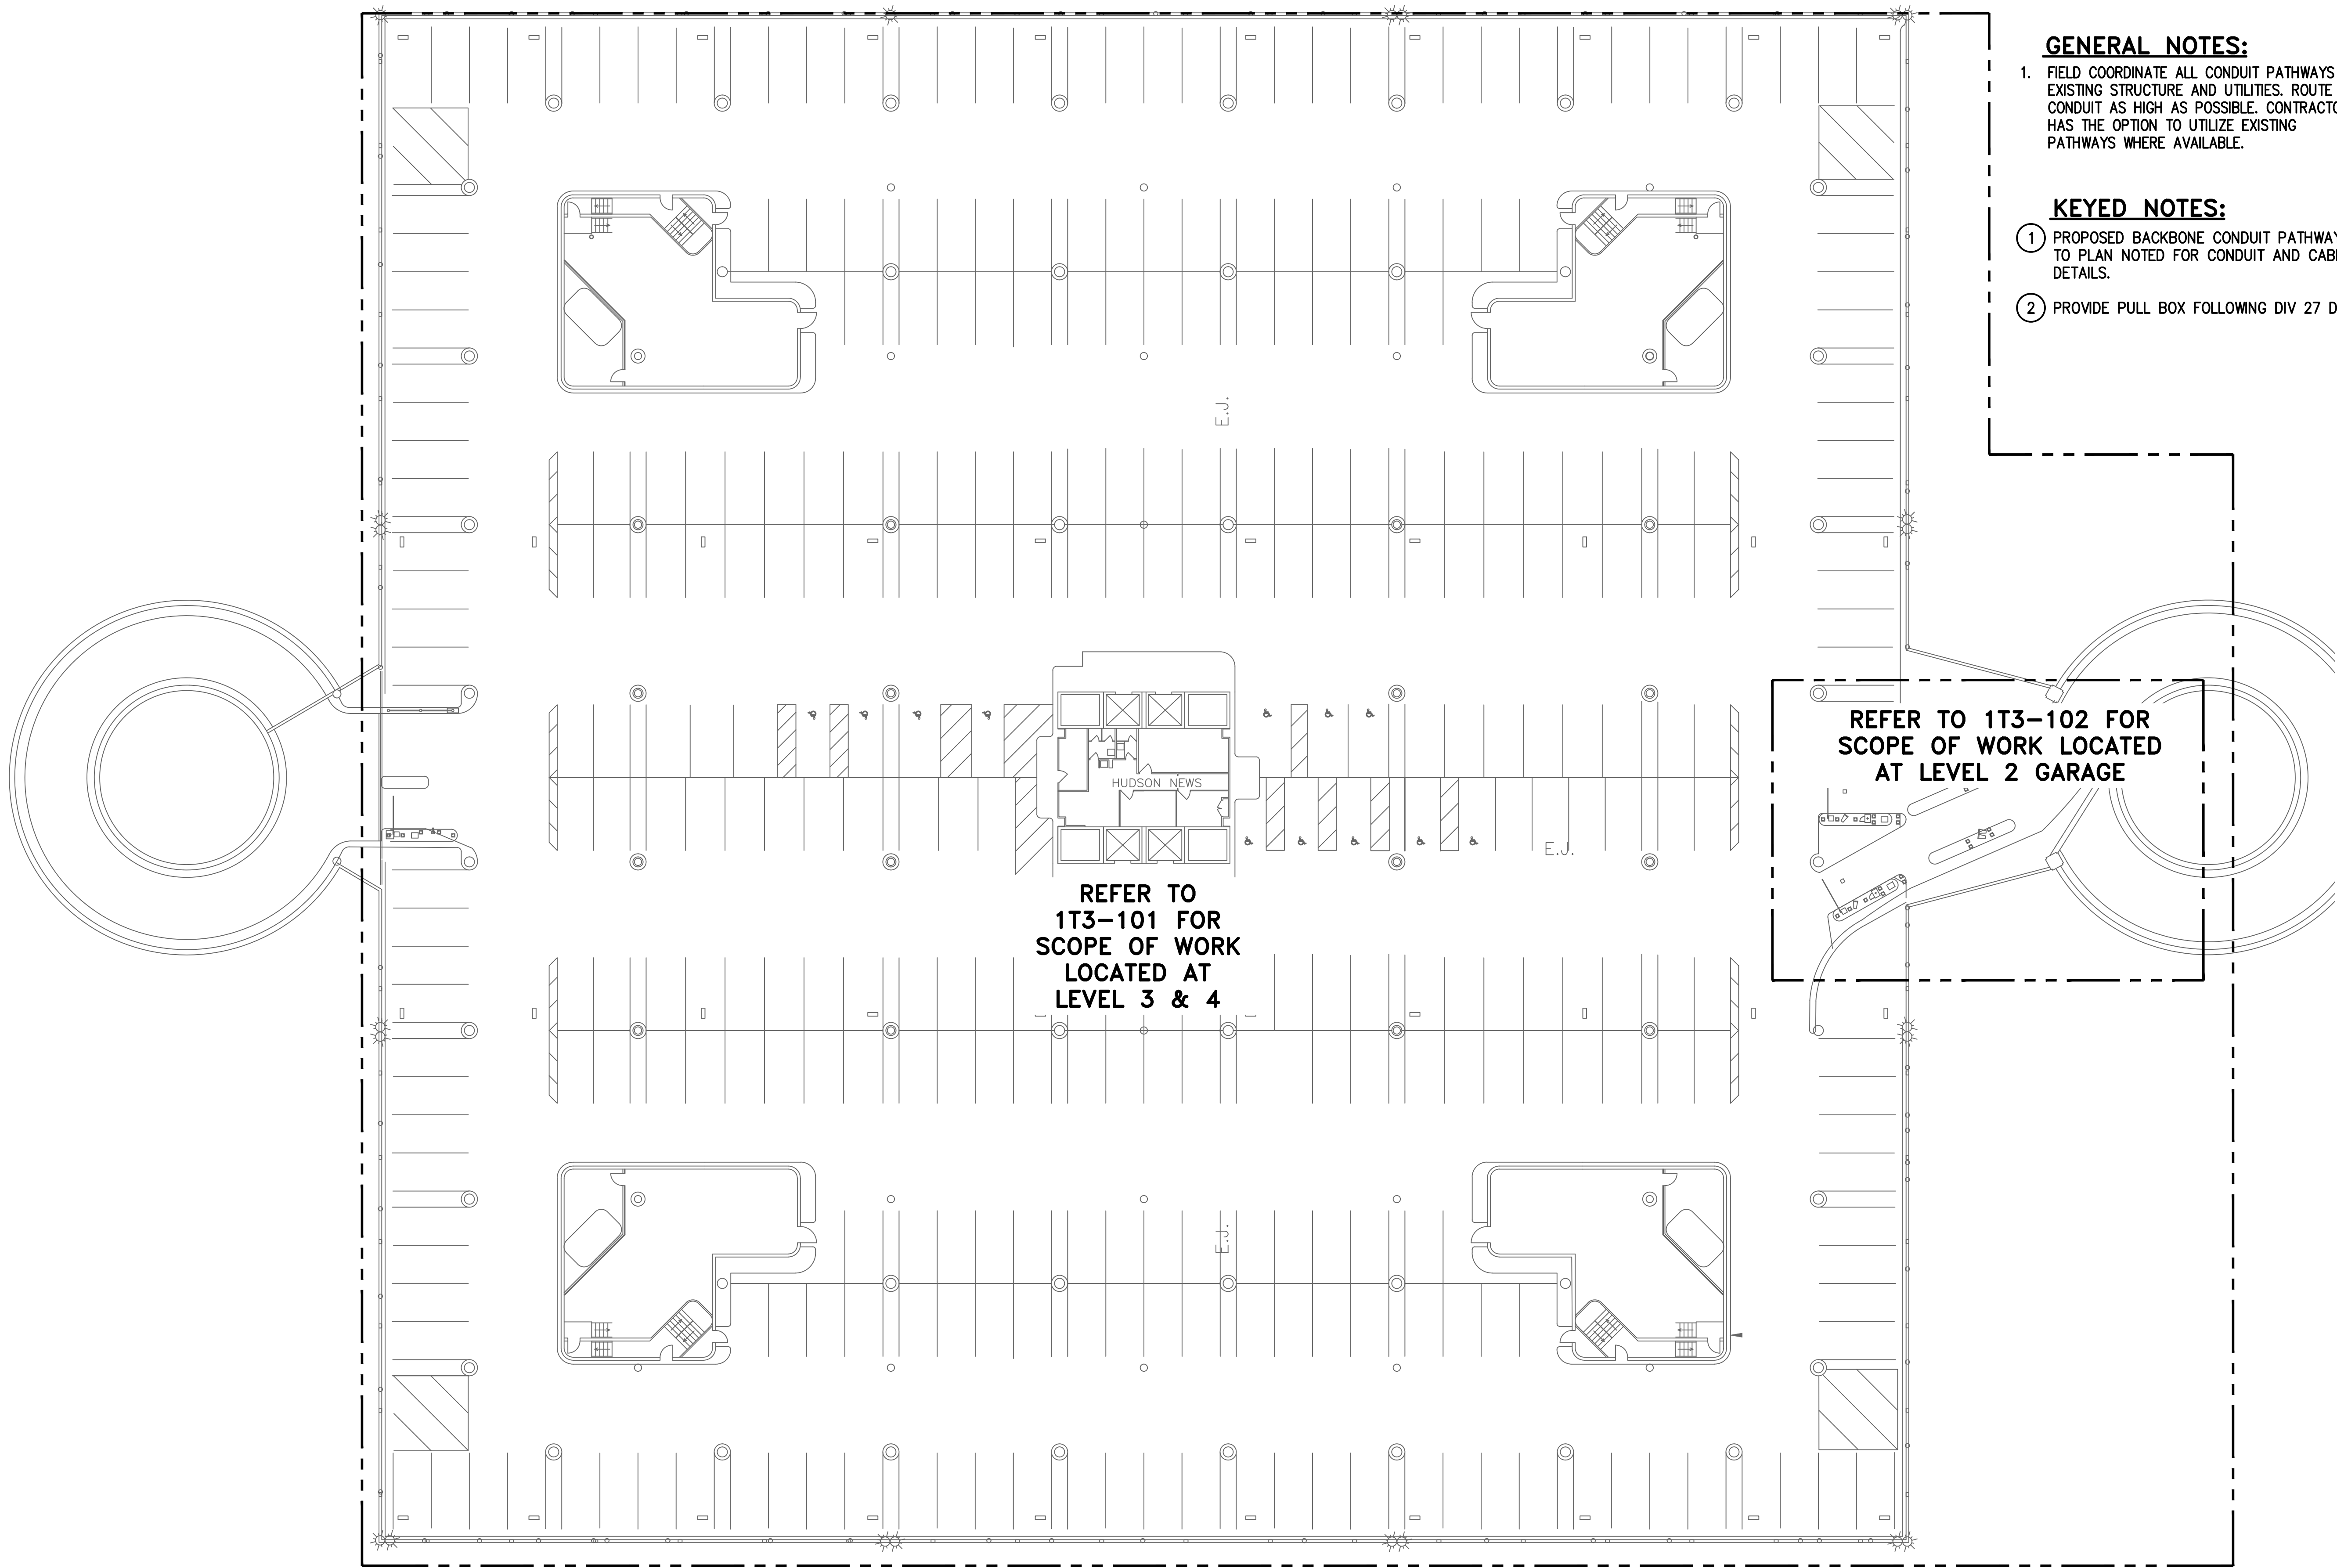 GENERAL NOTES:
1. FIELD COORDINATE ALL CONDUIT PATHWAYS
EXISTING STRUCTURE AND UTILITIES. ROUTE
CONDUIT AS HIGH AS POSSIBLE.
HAS THE OPTION TO UTILIZE EXISTING
PATHWAYS WHERE AVAILABLE.
KEYED NOTES:
1 PROPOSED BACKBONE CONDUIT
TO PLAN NOTED FOR CONDUIT AND
DETAILS.
2 PROVIDE PULL BOX FOLLOWING DIV 27
E.J.
REFER TO 1T3-102 FOR
SCOPE OF WORK LOCATED
AT LEVEL 2 GARAGE
HUDSON NEWS
E.J.
REFER TO
1T3-101 FOR
SCOPE OF WORK
LOCATED AT
LEVEL 3 & 4
E.J.